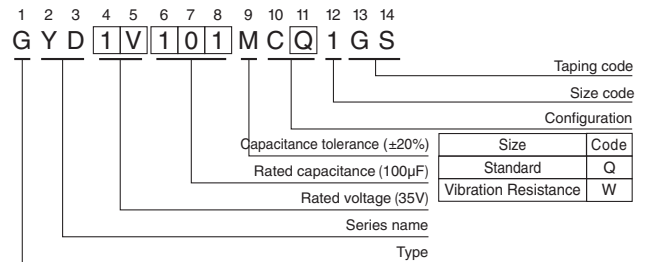 1 2 3 4 5 6 7 8 9 10 11 12 13 14
G Y D 1 V 1 0 1 M C Q 1 G S
Taping code
Size code
Configuration
Capacitance tolerance (±20%)
Size Code
Rated capacitance (100μF)
Standard Q
Rated voltage (35V)
Vibration Resistance W
Series name
Type